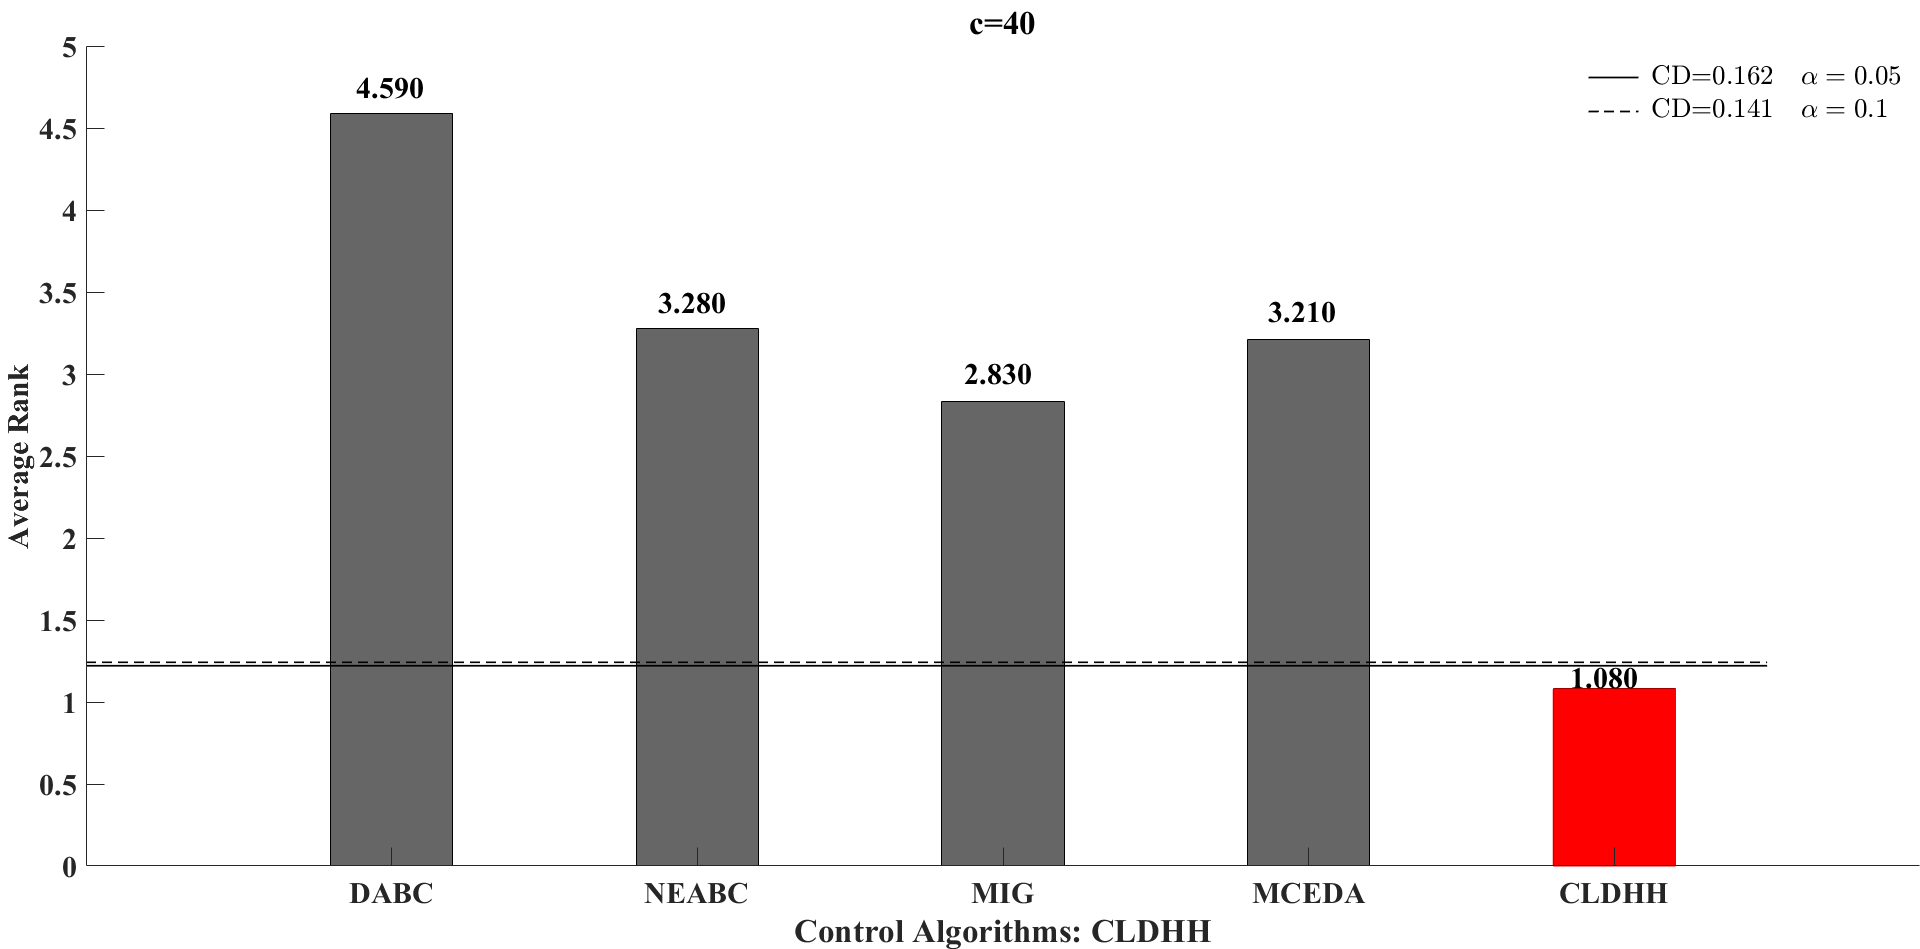 c=40
CD=0.162 α = 0.05
CD=0.141 α = 0.1
Average Rank
5
4.5
4
3.5
3
2.5
2
1.5
1
0.5
0
4.590
3.280
2.830
3.210
1.080
DABC NEABC MIG MCEDA CLDHH
Control Algorithms: CLDHH